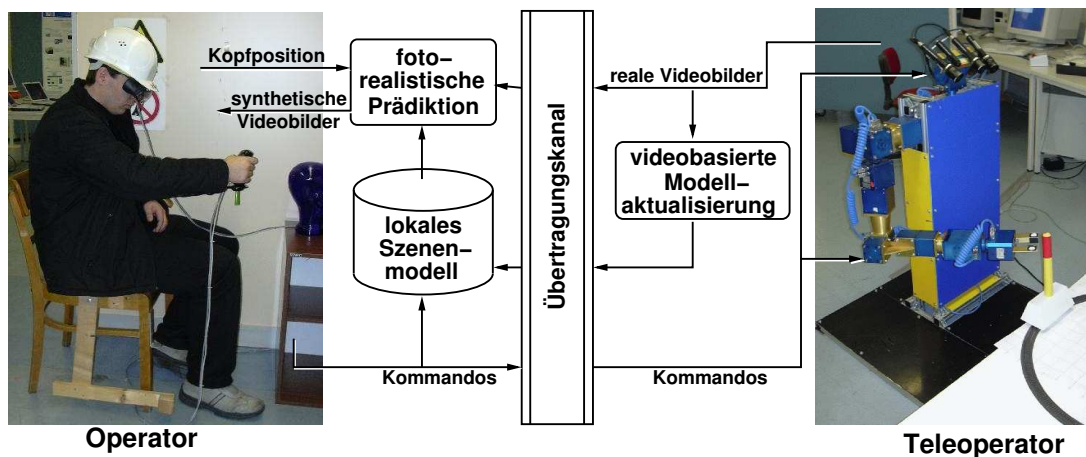 Kopfposition
synthetische
Videobilder
foto–
realistische
Prädiktion
lokales
Szenen–
modell
Kommandos
Übertragungskanal
reale Videobilder
videobasierte
Modell–
aktualisierung
Kommandos
Operator
Teleoperator